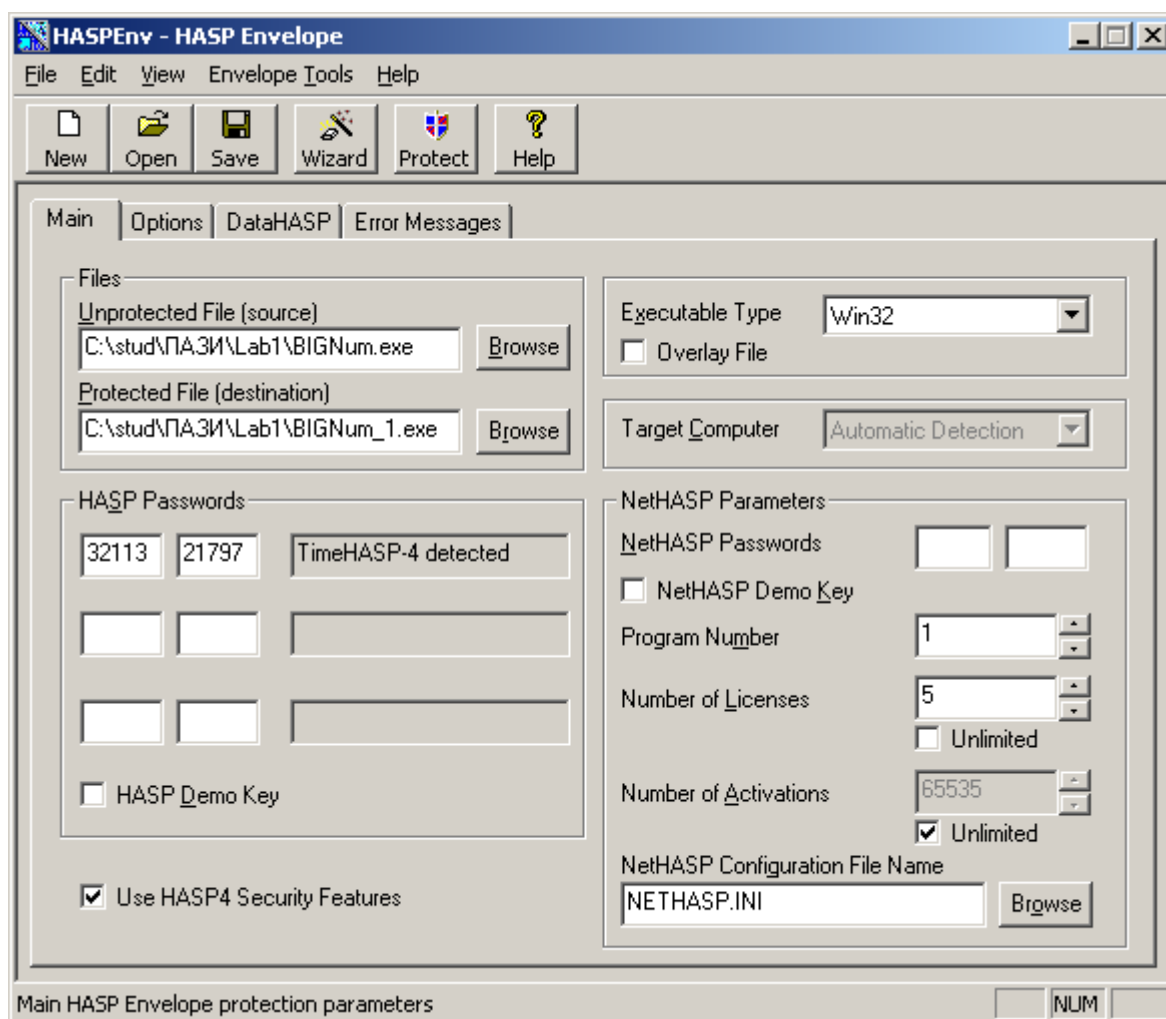 HASPEnv - HASP Envelope
File Edit View Envelope Tools Help
New Open Save Wizard Protect Help
Main Options DataHASP Error Messages
Files
Unprotected File (source)
C:\stud\ПАЗИ\Lab1\BIGNum.exe Browse
Protected File (destination)
C:\stud\ПАЗИ\Lab1\BIGNum_1.exe Browse
Executable Type Win32
Overlay File
Target Computer Automatic Detection
HASP Passwords
32113 21797 TimeHASP-4 detected
HASP Demo Key
Use HASP4 Security Features
NetHASP Parameters
NetHASP Passwords
NetHASP Demo Key
Program Number 1
Number of Licenses 5
Unlimited
Number of Activations 65535
Unlimited
NetHASP Configuration File Name
NETHASP.INI Browse
Main HASP Envelope protection parameters NUM